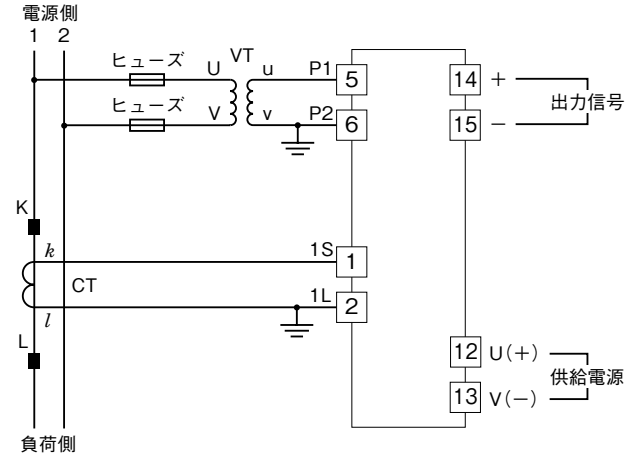 電源側
1 2
ヒューズ U VT u P1 5
ヒューズ V v P2 6
14 +
15 −
出力信号
K
k 1S 1
CT
l 1L 2
L
12 U(+)
13 V(−)
供給電源
負荷側